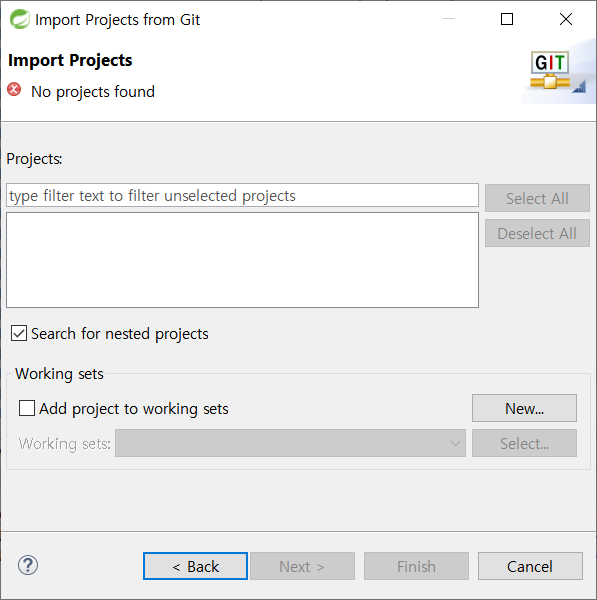 Import Projects from Git
Import Projects
No projects found
GIT
Projects:
type filter text to filter unselected projects
Select All
Deselect All
Search for nested projects
Working sets
Add project to working sets
New...
Working sets:
Select...
< Back
Next >
Finish
Cancel